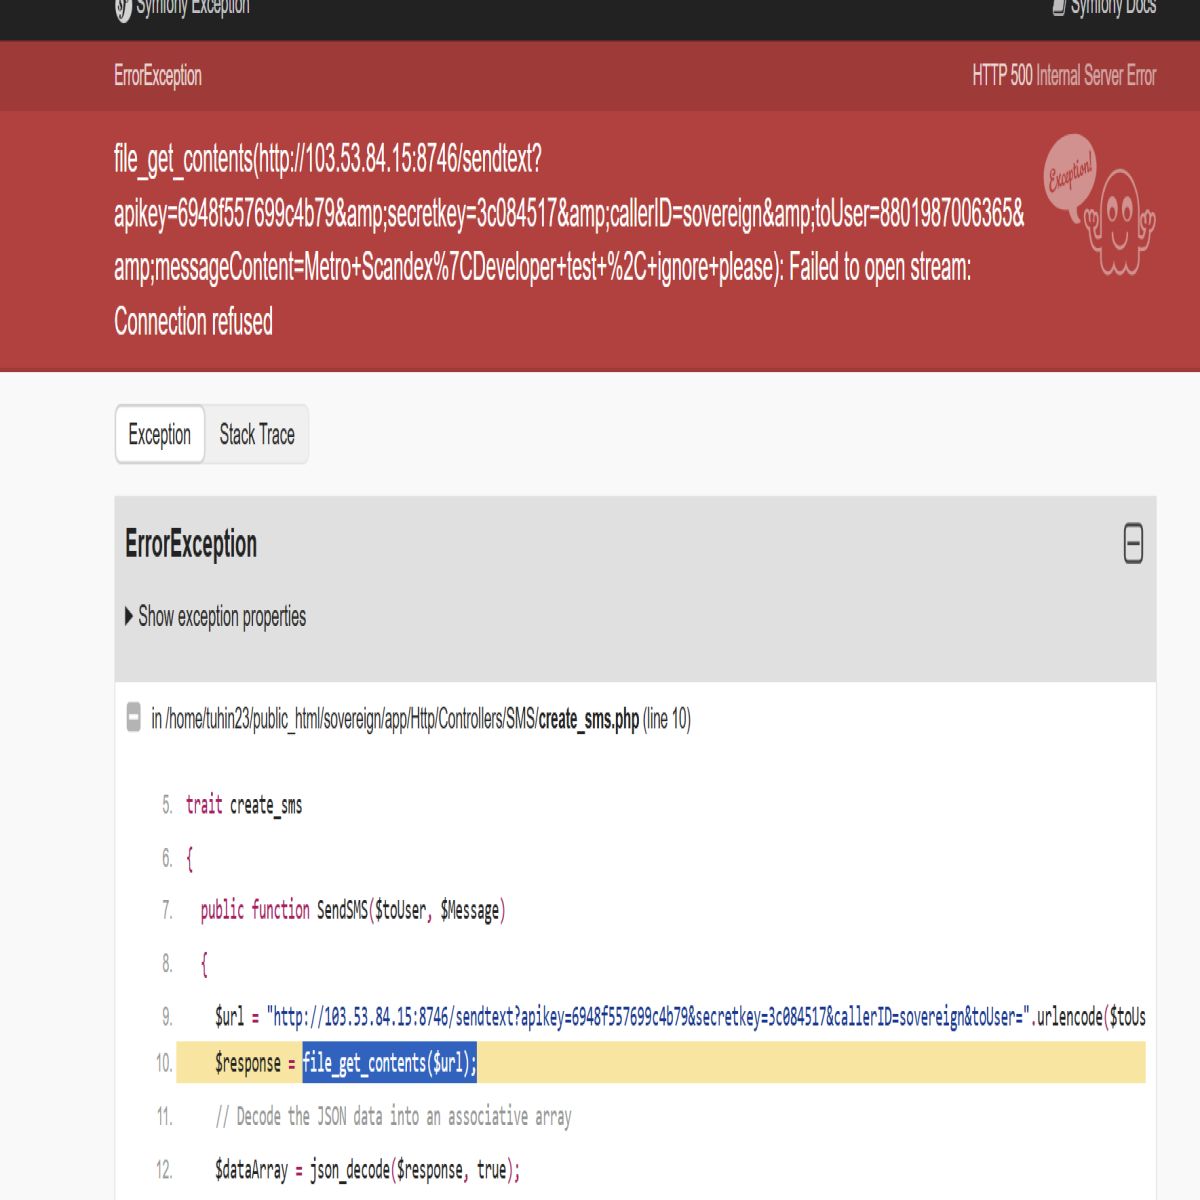 Symfony Exception
Symfony Docs
ErrorException
HTTP 500 Internal Server Error
file_get_contents(http://103.53.84.15:8746/sendtext?
apikey=6948f557699c4b79&amp;secretkey=3c084517&amp;callerID=sovereign&amp;toUser=8801987006365&
amp;messageContent=Metro+Scandex%7CDeveloper+test+%2C+ignore+please): Failed to open stream:
Connection refused
Exception!
Exception
Stack Trace
ErrorException
Show exception properties
in /home/tuhin23/public_html/sovereign/app/Http/Controllers/SMS/create_sms.php (line 10)
5. trait create_sms
6. {
7. public function SendSMS($toUser, $Message)
8. {
9. $url = "http://103.53.84.15:8746/sendtext?apikey=6948f557699c4b79&secretkey=3c084517&callerID=sovereign&toUser=".urlencode($toUs
10. $response = file_get_contents($url);
11. // Decode the JSON data into an associative array
12. $dataArray = json_decode($response, true);